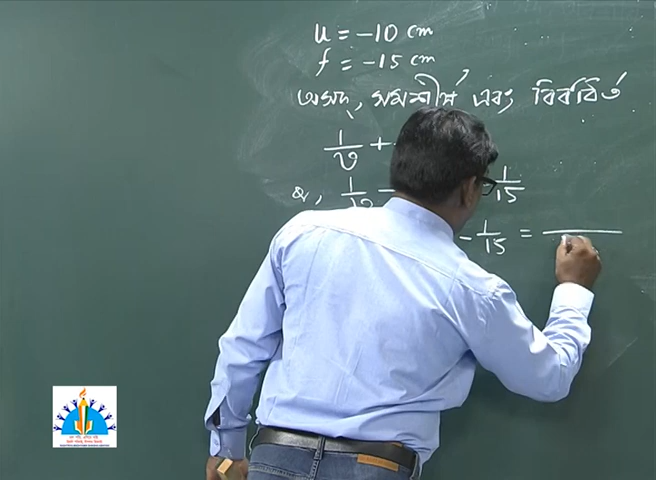 u = -10 cm
f = -15 cm
অসদ্, সমশীর্ষ এবং বিবর্ধিত
1/v +
বা, 1/v - 1/15
- 1/15 =